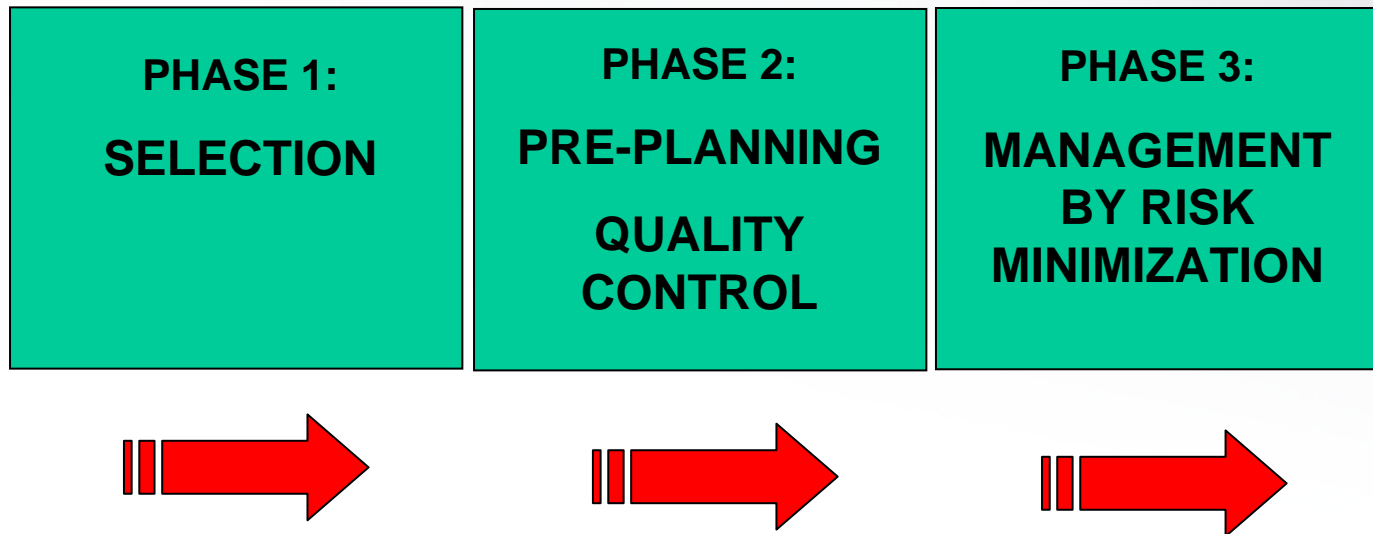 PHASE 1:
SELECTION
PHASE 2:
PRE-PLANNING
QUALITY
CONTROL
PHASE 3:
MANAGEMENT
BY RISK
MINIMIZATION